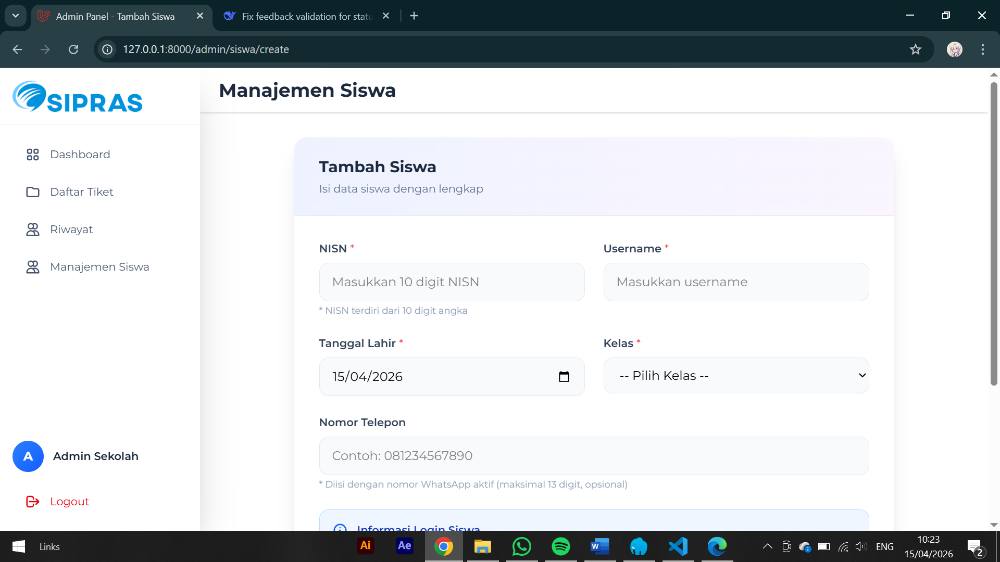 Admin Panel - Tambah Siswa
Fix feedback validation for statu
127.0.0.1:8000/admin/siswa/create
SIPRAS
Manajemen Siswa
Dashboard
Daftar Tiket
Riwayat
Manajemen Siswa
Admin Sekolah
A
Logout
Tambah Siswa
Isi data siswa dengan lengkap
NISN *
Username *
Masukkan 10 digit NISN
Masukkan username
* NISN terdiri dari 10 digit angka
Tanggal Lahir *
Kelas *
15/04/2026
-- Pilih Kelas --
Nomor Telepon
Contoh: 081234567890
* Diisi dengan nomor WhatsApp aktif (maksimal 13 digit, opsional)
Informasi Login Siswa
Links
Ai
Ae
W
ENG
10:23
15/04/2026
2